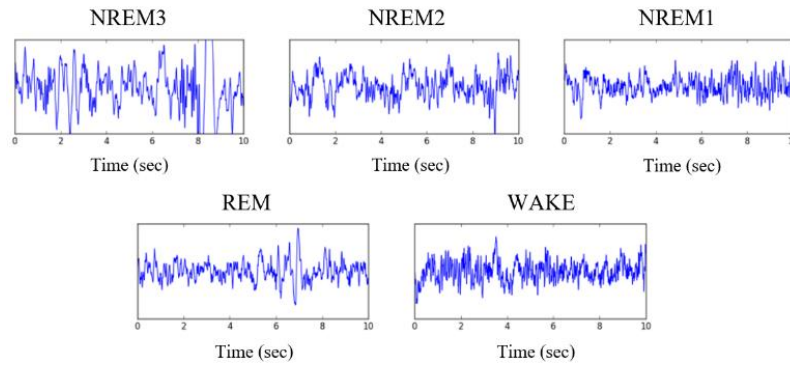 NREM3 NREM2 NREM1
0 2 4 6 8 10 0 2 4 6 8 10 0 2 4 6 8 10
Time (sec) Time (sec) Time (sec)
REM WAKE
0 2 4 6 8 10 0 2 4 6 8 10
Time (sec) Time (sec)